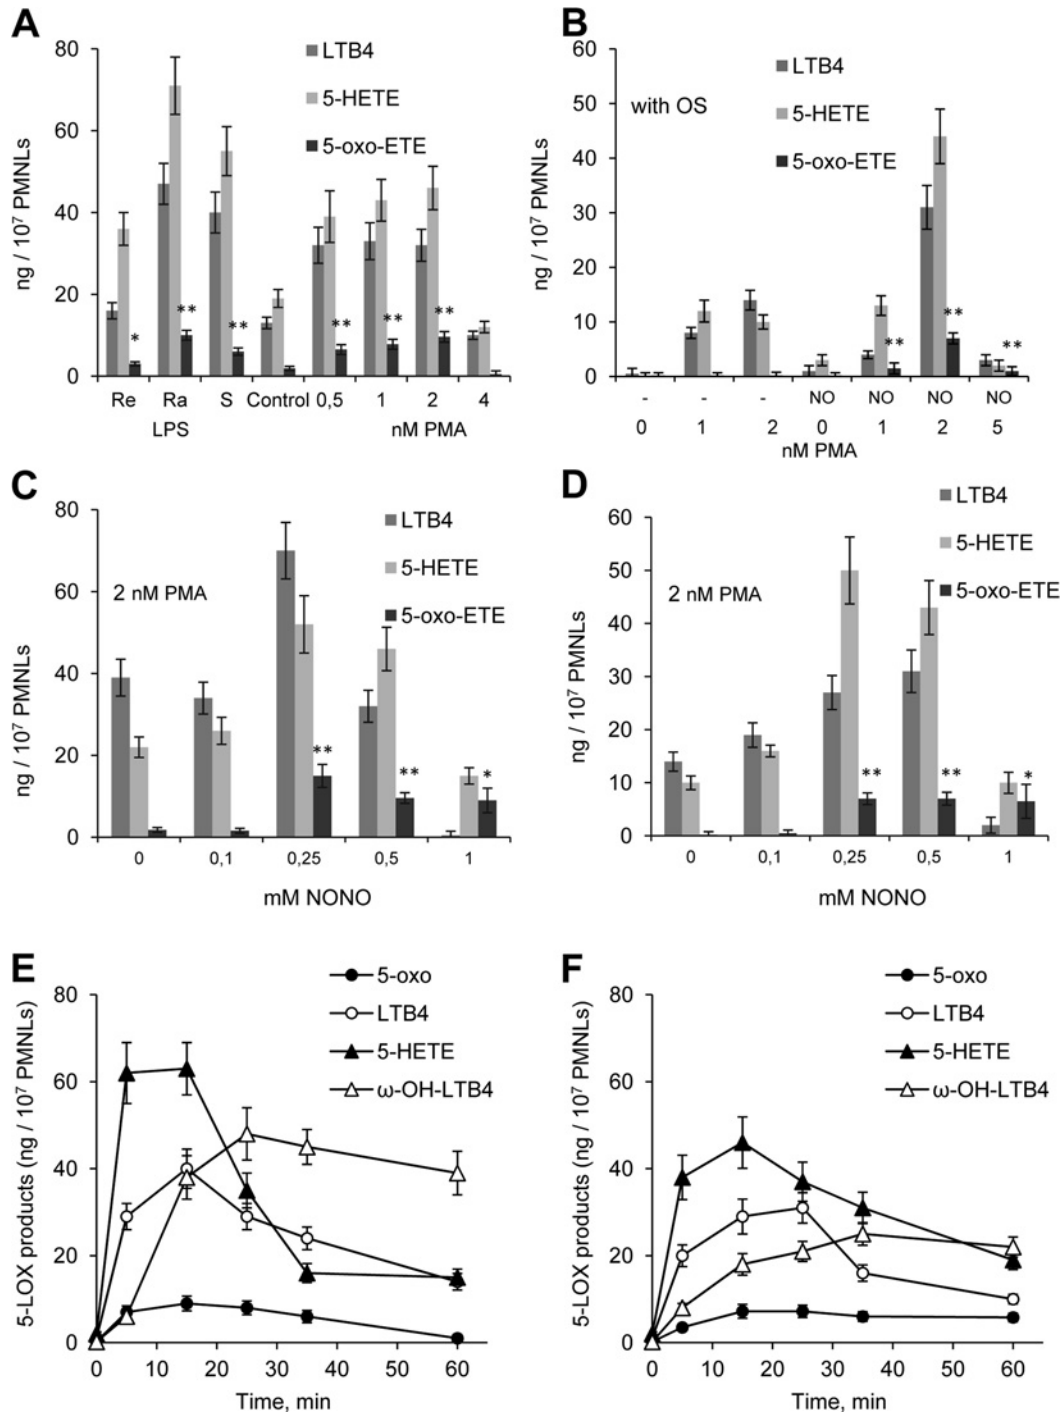 A
80
60
40
20
0
ng / 10⁷ PMNLs
LTB4
5-HETE
5-oxo-ETE
*
**
**
**
**
**
Re Ra S Control 0,5 1 2 4
LPS nM PMA
B
60
50
40
30
20
10
0
ng / 10⁷ PMNLs
with OS
LTB4
5-HETE
5-oxo-ETE
**
**
**
- - - NO NO NO NO
0 1 2 0 1 2 5
nM PMA
C
80
60
40
20
0
ng / 10⁷ PMNLs
2 nM PMA
LTB4
5-HETE
5-oxo-ETE
**
**
*
0 0,1 0,25 0,5 1
mM NONO
D
60
50
40
30
20
10
0
ng / 10⁷ PMNLs
2 nM PMA
LTB4
5-HETE
5-oxo-ETE
**
**
*
0 0,1 0,25 0,5 1
mM NONO
E
80
60
40
20
0
5-LOX products (ng / 10⁷ PMNLs)
5-oxo
LTB4
5-HETE
ω-OH-LTB4
0 10 20 30 40 50 60
Time, min
F
80
60
40
20
0
5-LOX products (ng / 10⁷ PMNLs)
5-oxo
LTB4
5-HETE
ω-OH-LTB4
0 10 20 30 40 50 60
Time, min